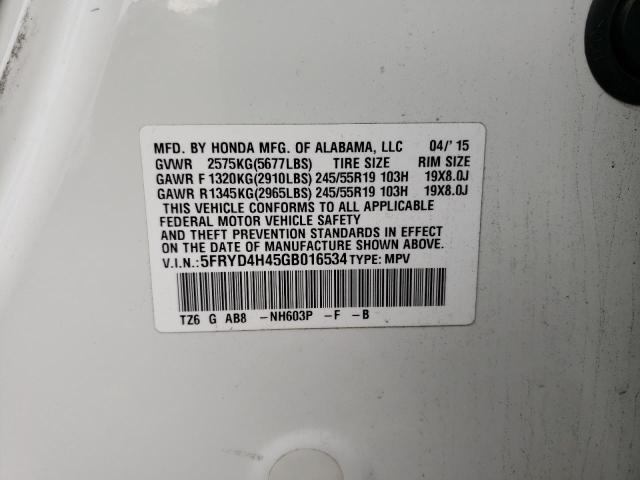 MFD. BY HONDA MFG. OF ALABAMA, LLC 04/'15
GVWR 2575KG(5677LBS) TIRE SIZE RIM SIZE
GAWR F 1320KG(2910LBS) 245/55R19 103H 19X8.0J
GAWR R 1345KG(2965LBS) 245/55R19 103H 19X8.0J
THIS VEHICLE CONFORMS TO ALL APPLICABLE
FEDERAL MOTOR VEHICLE SAFETY
AND THEFT PREVENTION STANDARDS IN EFFECT
ON THE DATE OF MANUFACTURE SHOWN ABOVE.
V.I.N.: 5FRYD4H45GB016534 TYPE: MPV
TZ6 G AB8 -NH603P -F -B